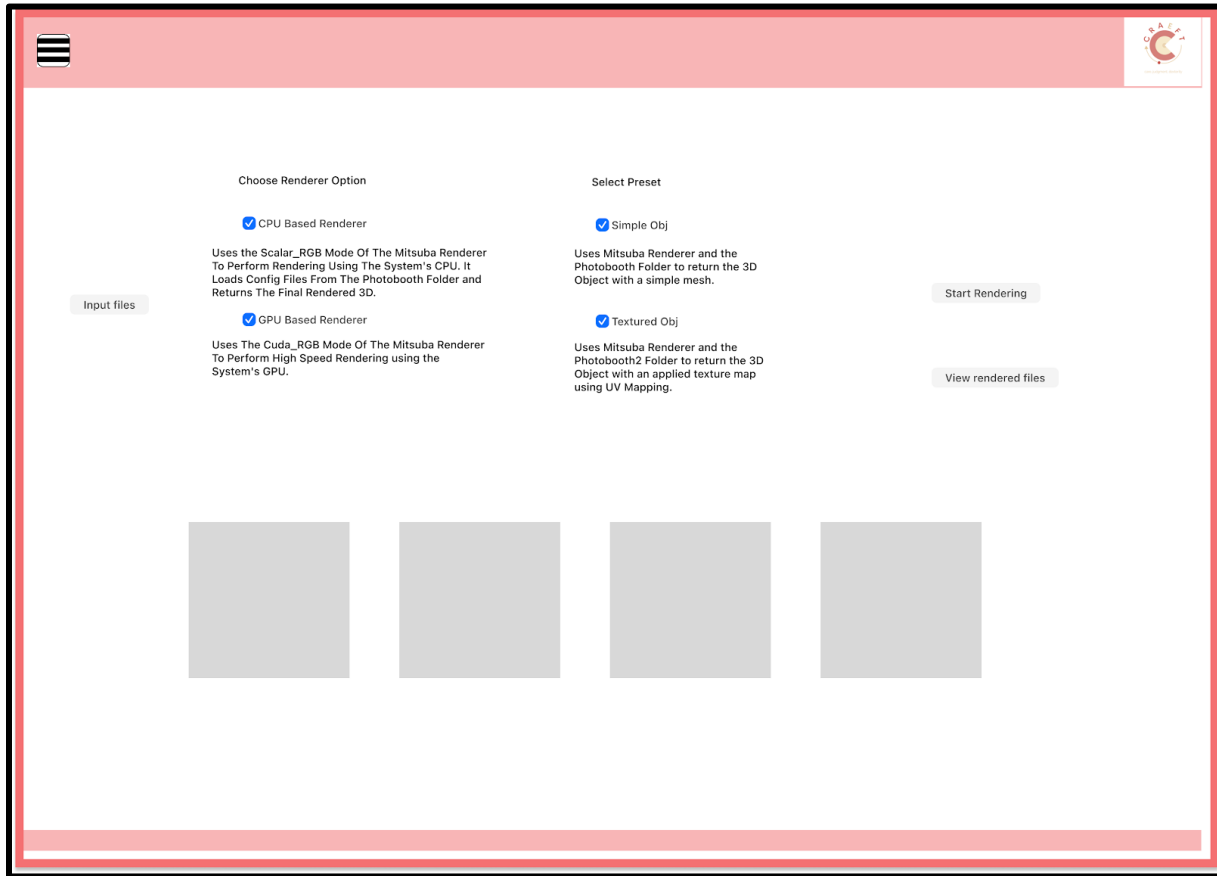 CRAEFT
Choose Renderer Option
CPU Based Renderer
Uses the Scalar_RGB Mode Of The Mitsuba Renderer
To Perform Rendering Using The System's CPU. It
Loads Config Files From The Photobooth Folder and
Returns The Final Rendered 3D.
GPU Based Renderer
Uses The Cuda_RGB Mode Of The Mitsuba Renderer
To Perform High Speed Rendering using the
System's GPU.
Select Preset
Simple Obj
Uses Mitsuba Renderer and the
Photobooth Folder to return the 3D
Object with a simple mesh.
Textured Obj
Uses Mitsuba Renderer and the
Photobooth2 Folder to return the 3D
Object with an applied texture map
using UV Mapping.
Input files
Start Rendering
View rendered files